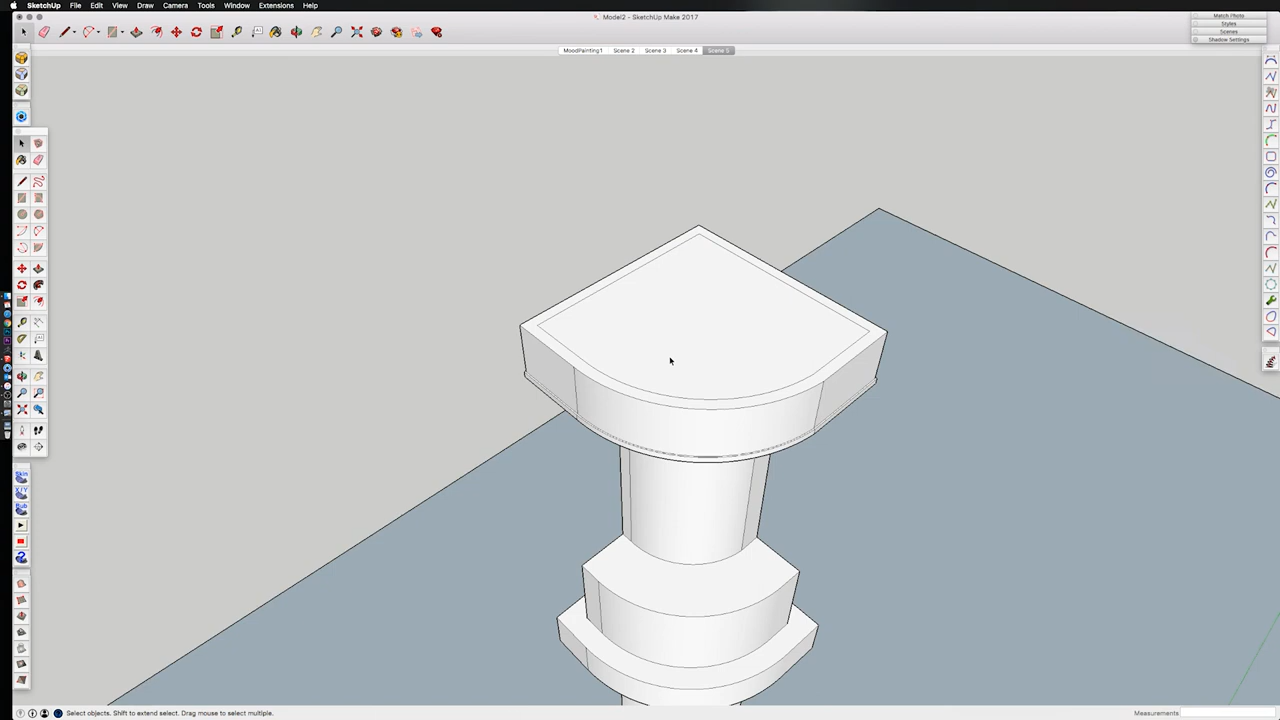 SketchUp File Edit View Draw Camera Tools Window Extensions Help
Model2 - SketchUp Make 2017
Match Photo
Styles
Scenes
Shadow Settings
MoodPainting1 Scene 2 Scene 3 Scene 4 Scene 5
Skin
X/Y
Bub
Select objects. Shift to extend select. Drag mouse to select multiple.
Measurements